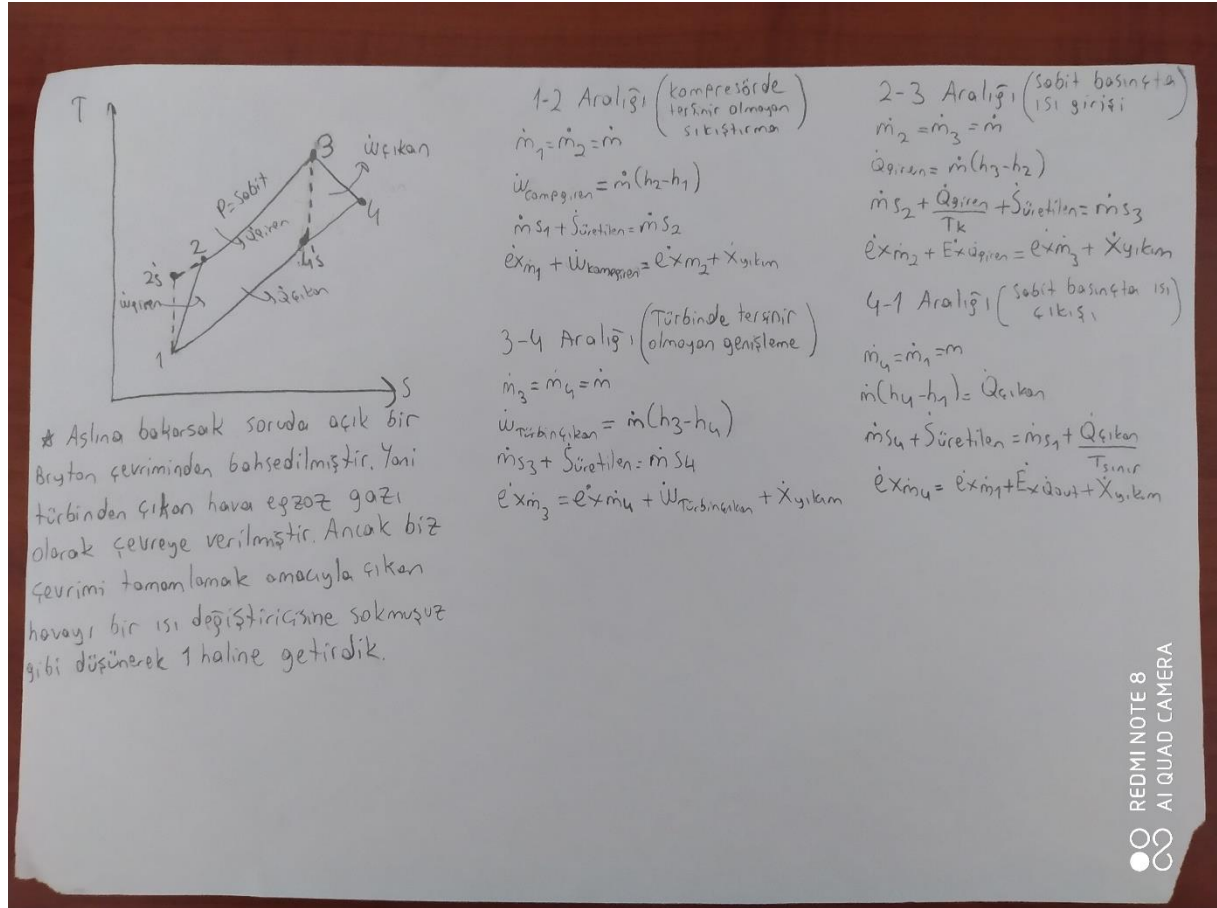 T
3
Ẇçıkan
P=Sabit
Q̇giren
2
4
2s
4s
ẇgiren
Q̇çıkan
1
S
* Aslına bakarsak soruda açık bir
Bryton çevriminden bahsedilmiştir. Yani
türbinden çıkan hava egzoz gazı
olarak çevreye verilmiştir. Ancak biz
çevrimi tamamlamak amacıyla çıkan
havayı bir ısı değiştiricisine sokmuşuz
gibi düşünerek 1 haline getirdik.
1-2 Aralığı (kompresörde
tersinir olmayan
sıkıştırma)
ṁ₁=ṁ₂=ṁ
Ẇcompgiren=ṁ(h₂-h₁)
ṁs₁+Ṡüretilen=ṁs₂
ėxṁ₁+Ẇkompgiren=ėxm₂+Ẋyıkım
3-4 Aralığı (Türbinde tersinir
olmayan genişleme)
ṁ₃=ṁ₄=ṁ
ẆTürbinçıkan=ṁ(h₃-h₄)
ṁs₃+Ṡüretilen=ṁs₄
ėxṁ₃=ėxṁ₄+ẆTürbinçıkan+Ẋyıkım
2-3 Aralığı (sabit basınçta
ısı girişi)
ṁ₂=ṁ₃=ṁ
Q̇giren=ṁ(h₃-h₂)
ṁs₂+Q̇giren/Tk+Ṡüretilen=ṁs₃
ėxm₂+Ėxq̇giren=ėxṁ₃+Ẋyıkım
4-1 Aralığı (sabit basınçta ısı
çıkışı)
ṁ₄=ṁ₁=m
ṁ(h₄-h₁)=Q̇çıkan
ṁs₄+Ṡüretilen=ṁs₁+Q̇çıkan/Tsınır
ėxṁ₄=ėxṁ₁+Ėxq̇out+Ẋyıkım
REDMI NOTE 8
AI QUAD CAMERA